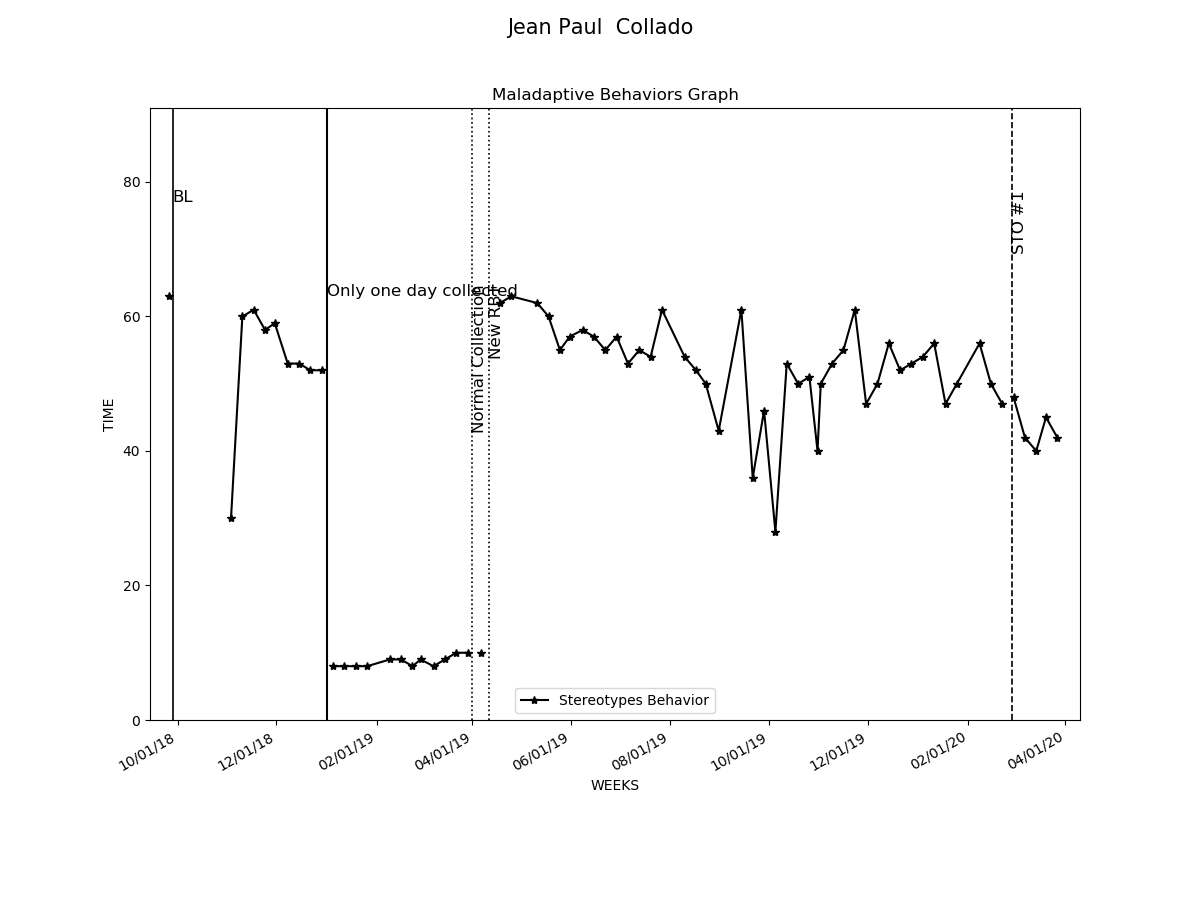 Jean Paul  Collado
Maladaptive Behaviors Graph
BL
Only one day collected
Normal Collection
New RBT
STO #1
TIME
80
60
40
20
0
Stereotypes Behavior
10/01/18
12/01/18
02/01/19
04/01/19
06/01/19
08/01/19
10/01/19
12/01/19
02/01/20
04/01/20
WEEKS